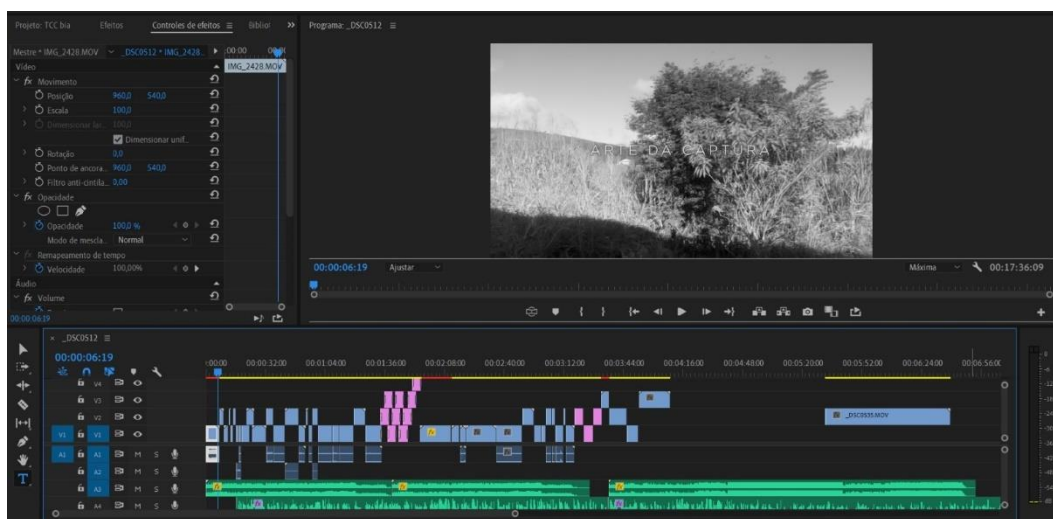 Projeto: TCC bia Efeitos Controles de efeitos Bibliot Programa: _DSC0512
Mestre * IMG_2428.MOV _DSC0512 * IMG_2428... :00:00
Vídeo IMG_2428.MOV
fx Movimento
Posição 960,0 540,0
Escala 100,0
Dimensionar lar... 100,0
Dimensionar unif...
Rotação 0,0
Ponto de ancora... 960,0 540,0
Filtro anti-cintila... 0,00
fx Opacidade
Opacidade 100,0 %
Modo de mescla... Normal
fx Remapeamento de tempo
Velocidade 100,00%
Áudio
fx Volume
00:00:06:19
ARTE DA CAPTURA
00:00:06:19 Ajustar Máxima 00:17:36:09
_DSC0512
00:00:06:19
:00:00 00:00:32:00 00:01:04:00 00:01:36:00 00:02:08:00 00:02:40:00 00:03:12:00 00:03:44:00 00:04:16:00 00:04:48:00 00:05:20:00 00:05:52:00 00:06:24:00 00:06:56:00
V4
V3
V2 _DSC0535.MOV
V1 V1
A1 A1 M S
A2 M S
A3 M S
A4 M S